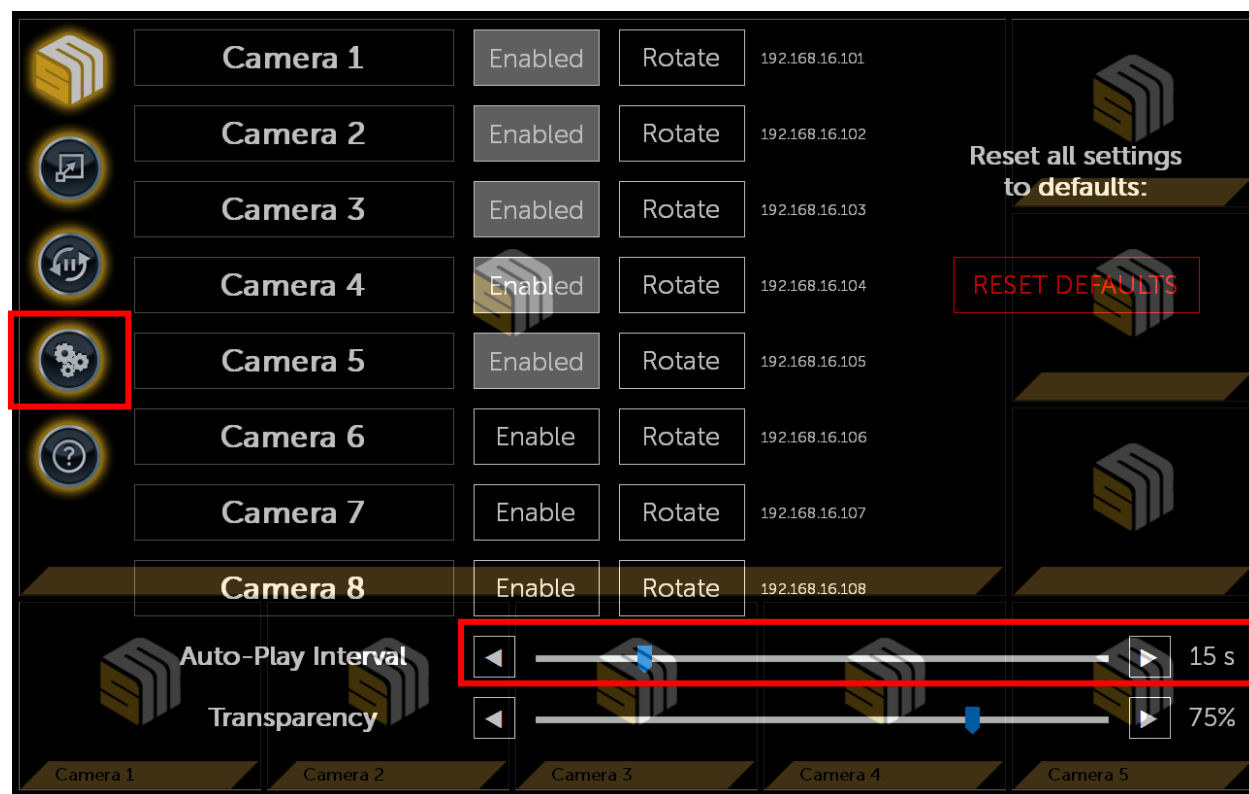 Camera 1 Enabled Rotate 192.168.16.101
Camera 2 Enabled Rotate 192.168.16.102
Camera 3 Enabled Rotate 192.168.16.103
Camera 4 Enabled Rotate 192.168.16.104
Camera 5 Enabled Rotate 192.168.16.105
Camera 6 Enable Rotate 192.168.16.106
Camera 7 Enable Rotate 192.168.16.107
Camera 8 Enable Rotate 192.168.16.108
Reset all settings
to defaults:
RESET DEFAULTS
Auto-Play Interval 15 s
Transparency 75%
Camera 1 Camera 2 Camera 3 Camera 4 Camera 5